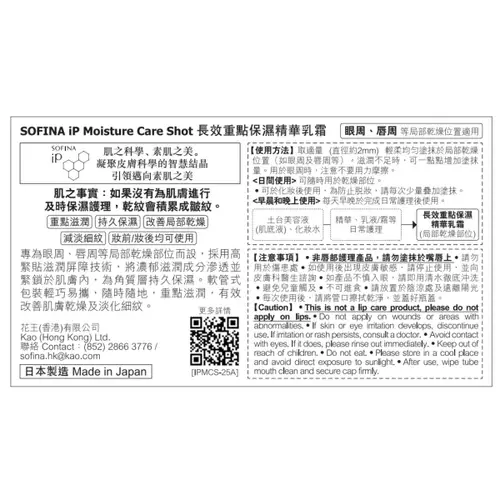 SOFINA iP Moisture Care Shot 長效重點保濕精華乳霜
眼周、唇周 等局部乾燥位置適用
SOFINA
iP
肌之科學、素肌之美。
凝聚皮膚科學的智慧結晶
引領邁向素肌之美
肌之事實：如果沒有為肌膚進行
及時保濕護理，乾紋會積累成皺紋。
重點滋潤 持久保濕 改善局部乾燥
減淡細紋 妝前/妝後均可使用
專為眼周、唇周等局部乾燥部位而設，採用高
緊貼滋潤屏障技術，將濃郁滋潤成分滲透並
緊鎖於肌膚內，為角質層持久保濕。軟管式
包裝輕巧易攜，隨時隨地，重點滋潤，有效
改善肌膚乾燥及淡化細紋。
花王(香港)有限公司
Kao (Hong Kong) Ltd.
聯絡 Contact：(852) 2866 3776 /
sofina.hk@kao.com
日本製造 Made in Japan
更多詳情
[IPMCS-25A]
【使用方法】取適量 (直徑約2mm) 輕柔均勻塗抹於局部乾燥
位置（如眼周及唇周等），滋潤不足時，可一點點增加塗抹
量。用於眼周時，注意不要用力摩擦。
<日間使用> 可隨時用於乾燥部位。
• 可於化妝後使用，為防止脫妝，請每次少量疊加塗抹。
<早晨和晚上使用> 每天早晚於完成日常護理後使用。
土台美容液
(肌底液)、化妝水
精華、乳液/霜等
日常護理
長效重點保濕
精華乳霜
(局部乾燥部位)
【注意事項】 • 非唇部護理產品，請勿塗抹於嘴唇上 • 請勿
用於傷患處 • 如使用後出現皮膚敏感，請停止使用，並向
皮膚科醫生諮詢 • 如產品不慎入眼，請即用清水徹底沖洗
• 避免兒童觸及 • 不可進食 • 請放置於陰涼處及遠離陽光
• 每次使用後，請將管口擦拭乾淨，並蓋好瓶蓋。
【Caution】 • This is not a lip care product, please do not
apply on lips. • Do not apply on wounds or areas with
abnormalities. • If skin or eye irritation develops, discontinue
use. If irritation or rash persists, consult a doctor. • Avoid contact
with eyes. If it does, please rinse out immediately. • Keep out of
reach of children. • Do not eat. • Please store in a cool place
and avoid direct exposure to sunlight. • After use, wipe tube
mouth clean and secure cap firmly.